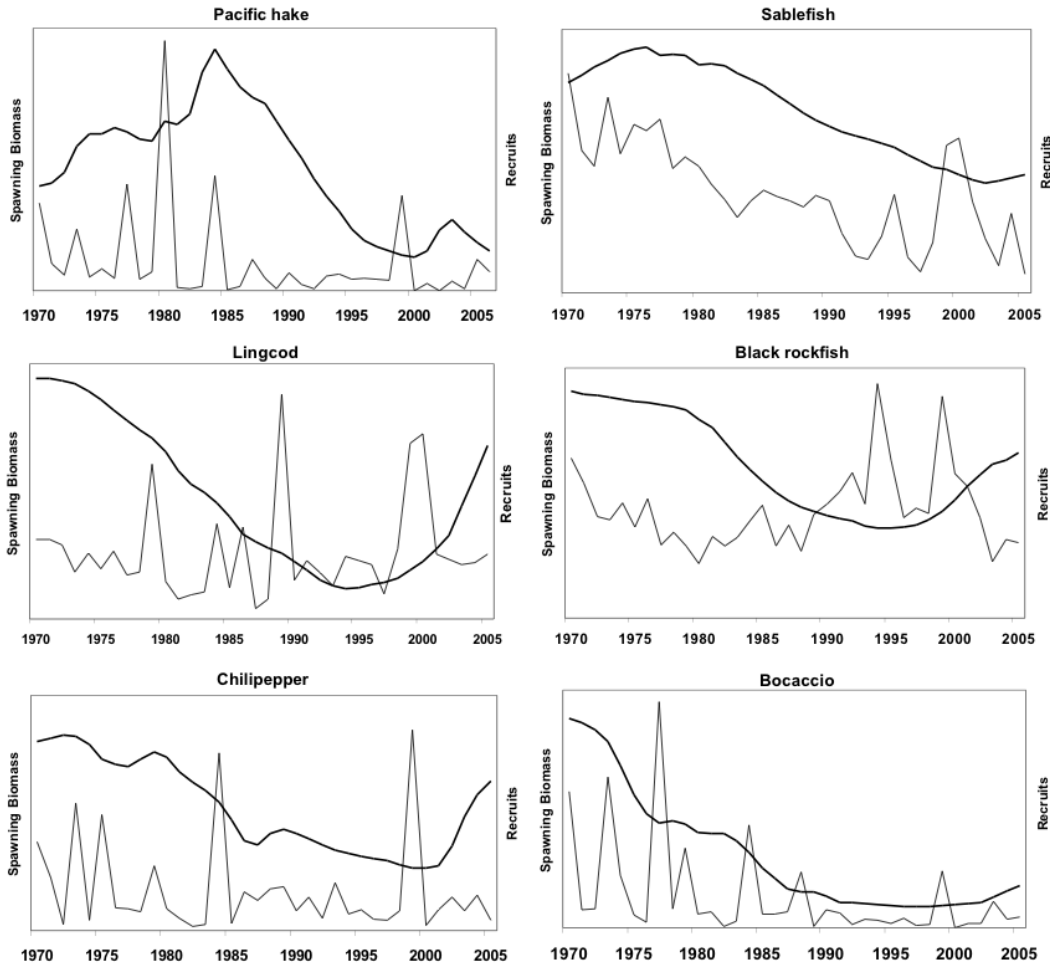 Pacific hake
Spawning Biomass
Recruits
1970 1975 1980 1985 1990 1995 2000 2005
Sablefish
Spawning Biomass
Recruits
1970 1975 1980 1985 1990 1995 2000 2005
Lingcod
Spawning Biomass
Recruits
1970 1975 1980 1985 1990 1995 2000 2005
Black rockfish
Spawning Biomass
Recruits
1970 1975 1980 1985 1990 1995 2000 2005
Chilipepper
Spawning Biomass
Recruits
1970 1975 1980 1985 1990 1995 2000 2005
Bocaccio
Spawning Biomass
Recruits
1970 1975 1980 1985 1990 1995 2000 2005